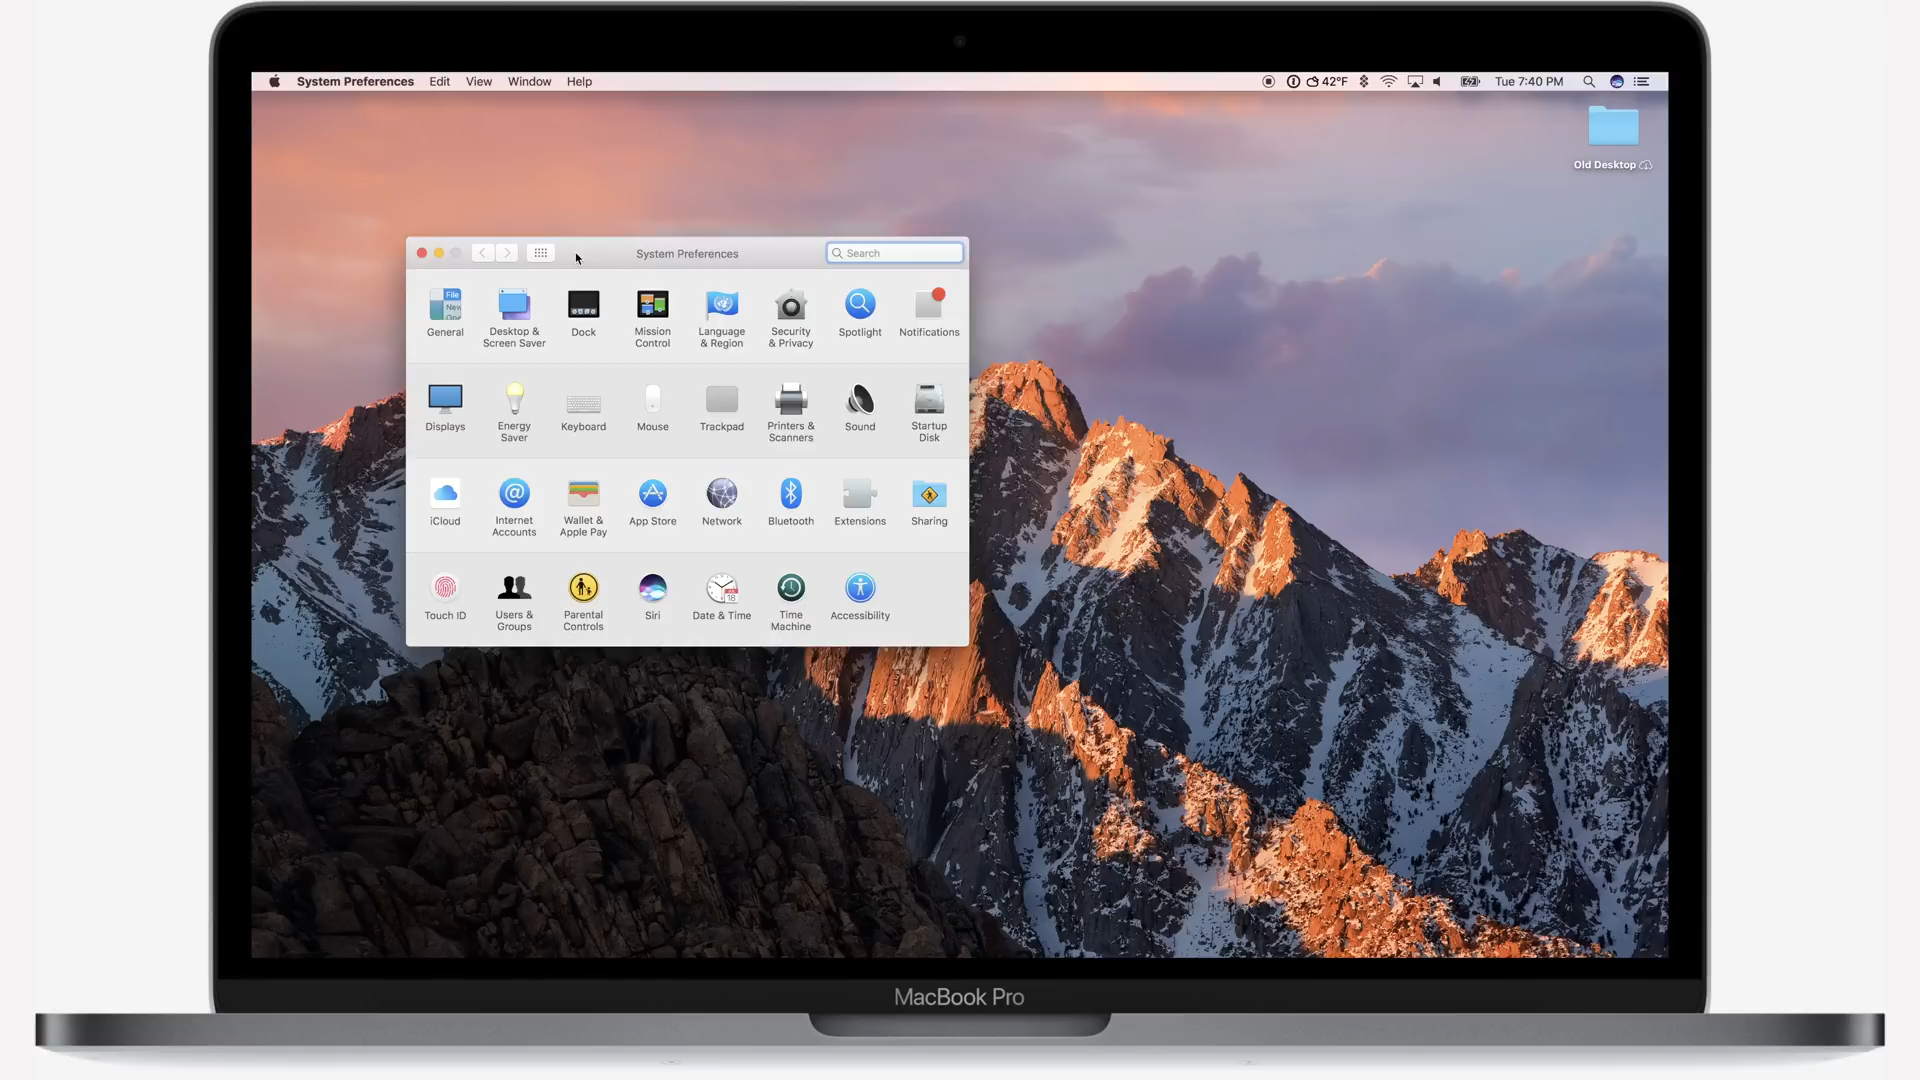 System Preferences Edit View Window Help
42°F Tue 7:40 PM
Old Desktop
System Preferences
Search
File
New
General
Desktop &
Screen Saver
Dock
Mission
Control
Language
& Region
Security
& Privacy
Spotlight
Notifications
Displays
Energy
Saver
Keyboard
Mouse
Trackpad
Printers &
Scanners
Sound
Startup
Disk
iCloud
@
Internet
Accounts
Wallet &
Apple Pay
App Store
Network
Bluetooth
Extensions
Sharing
Touch ID
Users &
Groups
Parental
Controls
Siri
18
Date & Time
Time
Machine
Accessibility
MacBook Pro